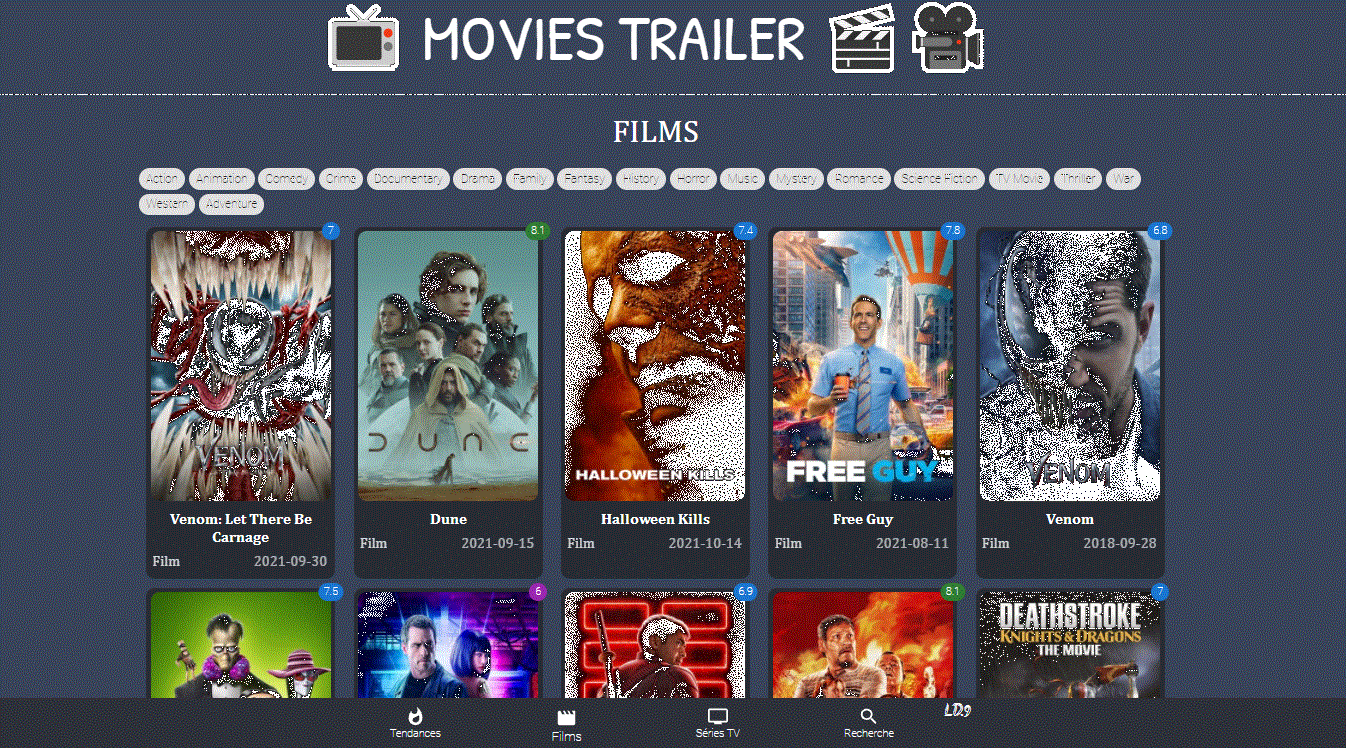 MOVIES TRAILER
FILMS
Action Animation Comedy Crime Documentary Drama Family Fantasy History Horror Music Mystery Romance Science Fiction TV Movie Thriller War
Western Adventure
7 8.1 7.4 7.8 6.8
VENOM
DUNE
HALLOWEEN KILLS
FREE GUY
VENOM
Venom: Let There Be
Carnage
Film 2021-09-30
Dune
Film 2021-09-15
Halloween Kills
Film 2021-10-14
Free Guy
Film 2021-08-11
Venom
Film 2018-09-28
7.5 6 6.9 8.1 7
DEATHSTROKE
KNIGHTS & DRAGONS
THE MOVIE
Tendances Films Séries TV Recherche LD9